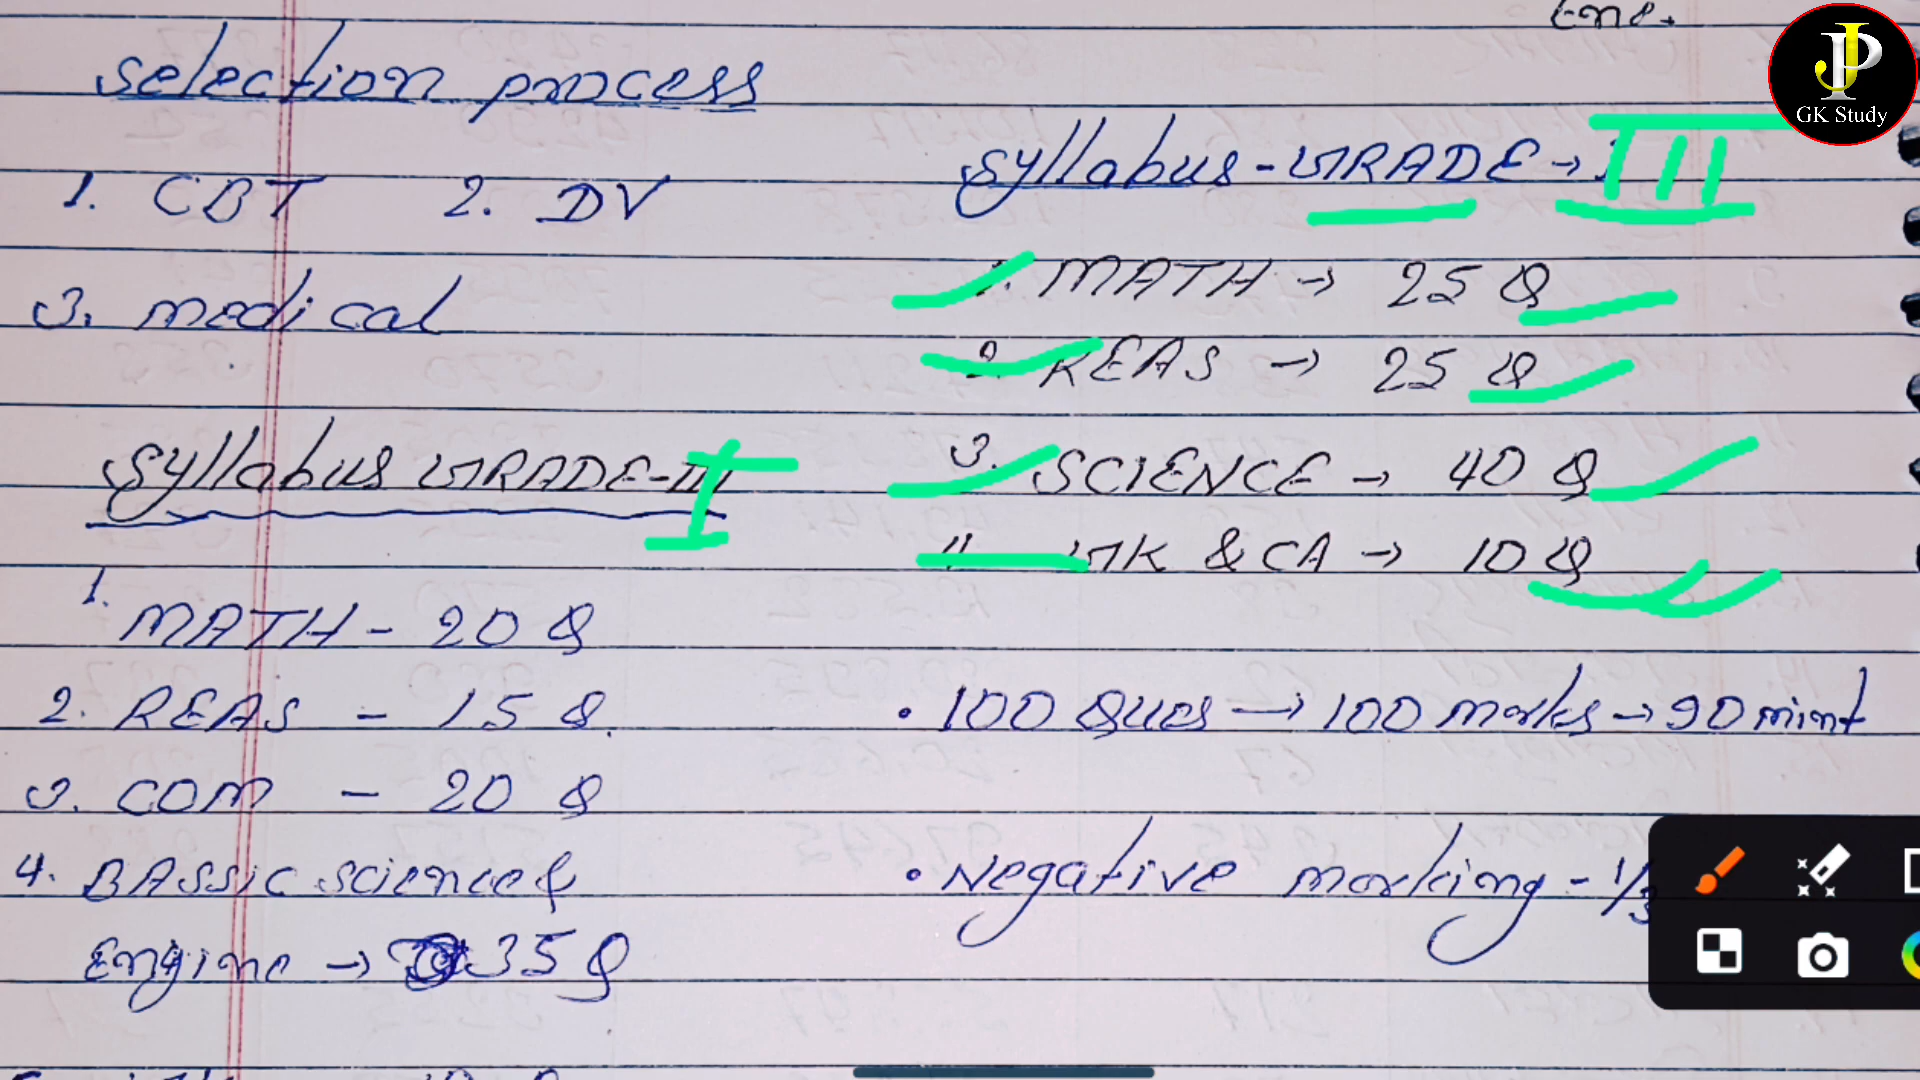 selection process
1. CBT 2. DV
3. medical
Syllabus GRADE-III
I
1.
MATH - 20 Q
2. REAS - 15 Q.
3. COM - 20 Q
4. BASSIC science &
Engine → 35 Q
JP
GK Study
Syllabus - GRADE → III
1. MATH → 25 Q
2. REAS → 25 Q
3. SCIENCE → 40 Q
GK & CA → 10 Q
• 100 Ques → 100 marks → 90 mint
• Negative marking - 1/3